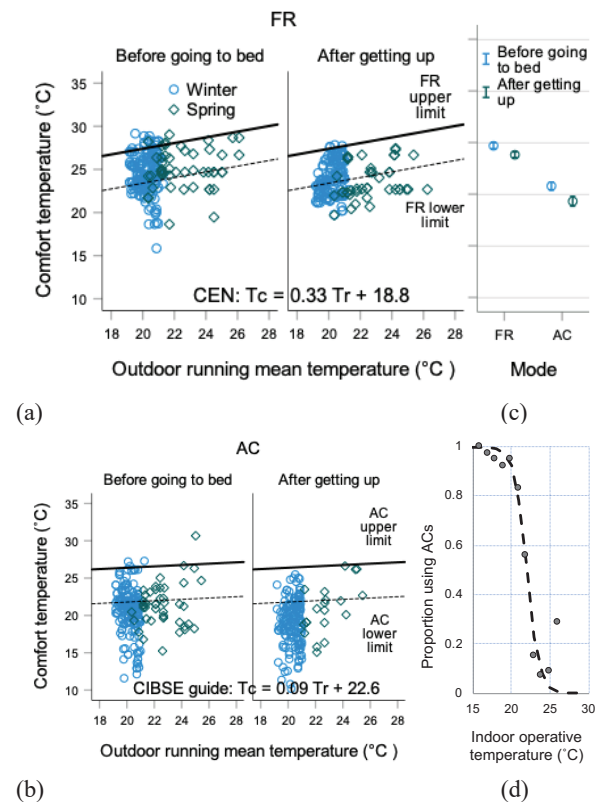 FR
Before going to bed
After getting up
Winter
Spring
FR
upper
limit
FR lower
limit
CEN: Tc = 0.33 Tr + 18.8
Comfort temperature (°C)
35
30
25
20
15
10
18 20 22 24 26 28
18 20 22 24 26 28
Outdoor running mean temperature (°C )
Before going
to bed
After getting
up
FR AC
Mode
(a)
(c)
AC
Before going to bed
After getting up
AC
upper
limit
AC
lower
limit
CIBSE guide: Tc = 0.09 Tr + 22.6
Comfort temperature (°C)
35
30
25
20
15
10
18 20 22 24 26 28
18 20 22 24 26 28
Outdoor running mean temperature (°C )
Proportion using ACs
1
0.8
0.6
0.4
0.2
0
15 20 25 30
Indoor operative
temperature (°C)
(b)
(d)